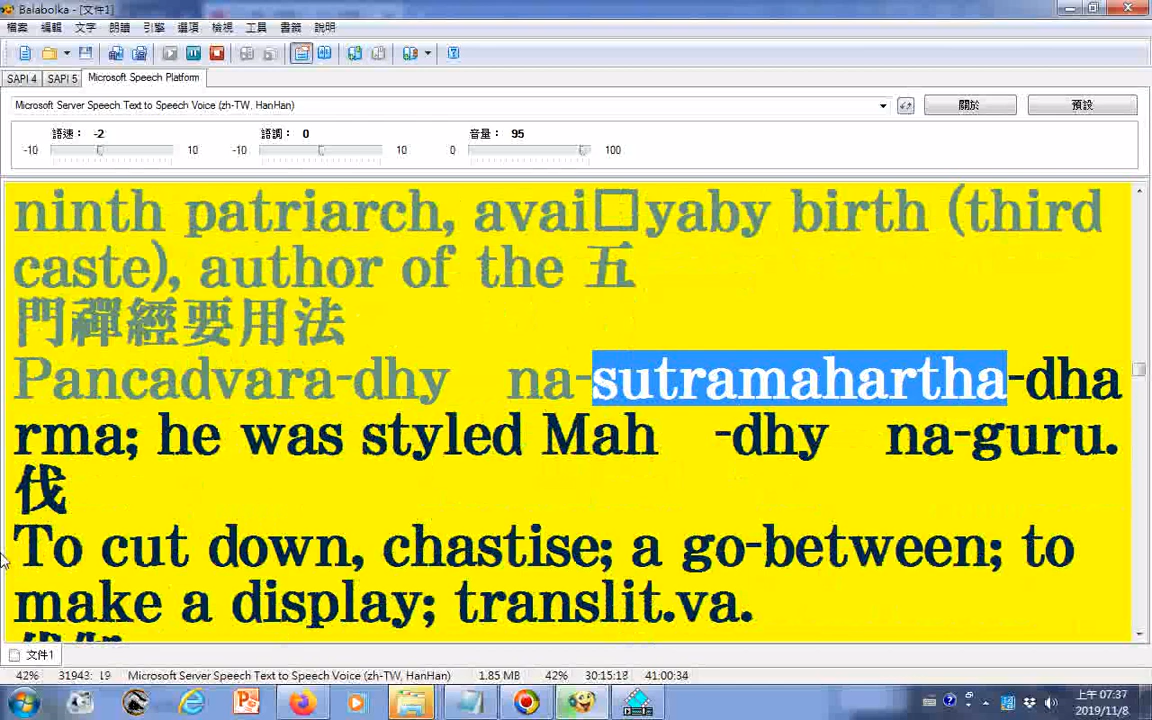 Balabolka - [文件1]
檔案 編輯 文字 朗讀 引擎 選項 檢視 工具 書籤 說明
SAPI 4 SAPI 5 Microsoft Speech Platform
Microsoft Server Speech Text to Speech Voice (zh-TW, HanHan) 關於 預設
語速： -2 語調： 0 音量： 95
-10 10 -10 10 0 100
ninth patriarch, avai□yaby birth (third
caste), author of the 五
門禪經要用法
Pancadvara-dhy na-sutramahartha-dha
rma; he was styled Mah -dhy na-guru.
伐
To cut down, chastise; a go-between; to
make a display; translit.va.
文件1
42% 31943: 19 Microsoft Server Speech Text to Speech Voice (zh-TW, HanHan) 1.85 MB 42% 30:15:18 41:00:34
上午 07:37
2019/11/8